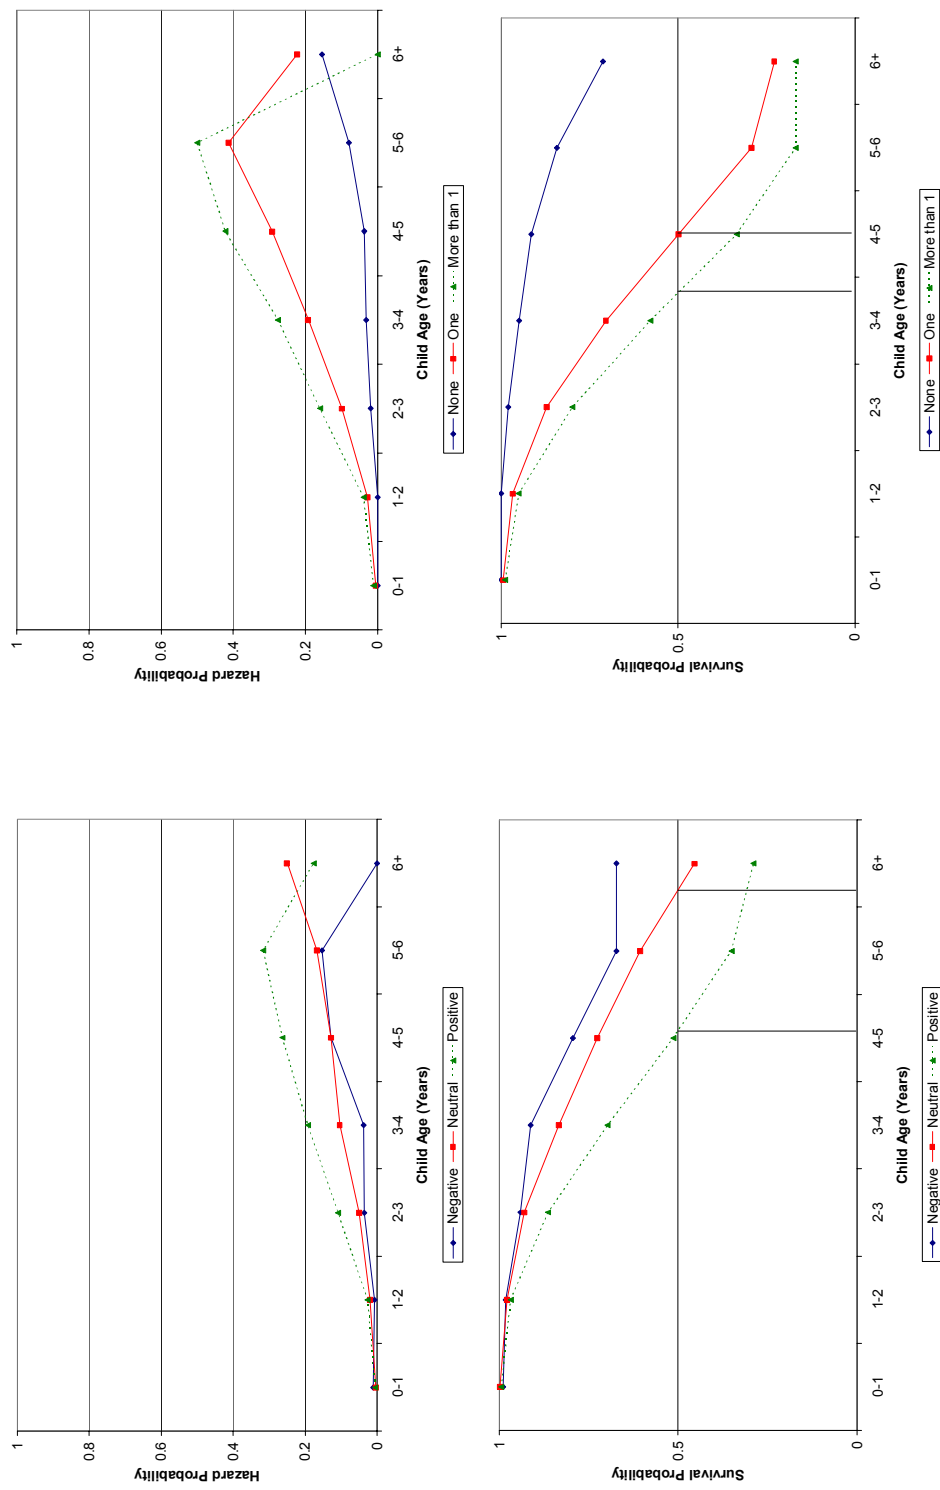 1
0.8
0.6
0.4
0.2
0
Hazard Probability
0-1 1-2 2-3 3-4 4-5 5-6 6+
Child Age (Years)
Negative Neutral Positive
1
0.8
0.6
0.4
0.2
0
Hazard Probability
0-1 1-2 2-3 3-4 4-5 5-6 6+
Child Age (Years)
None One More than 1
1
0.5
0
Survival Probability
0-1 1-2 2-3 3-4 4-5 5-6 6+
Child Age (Years)
Negative Neutral Positive
1
0.5
0
Survival Probability
0-1 1-2 2-3 3-4 4-5 5-6 6+
Child Age (Years)
None One More than 1